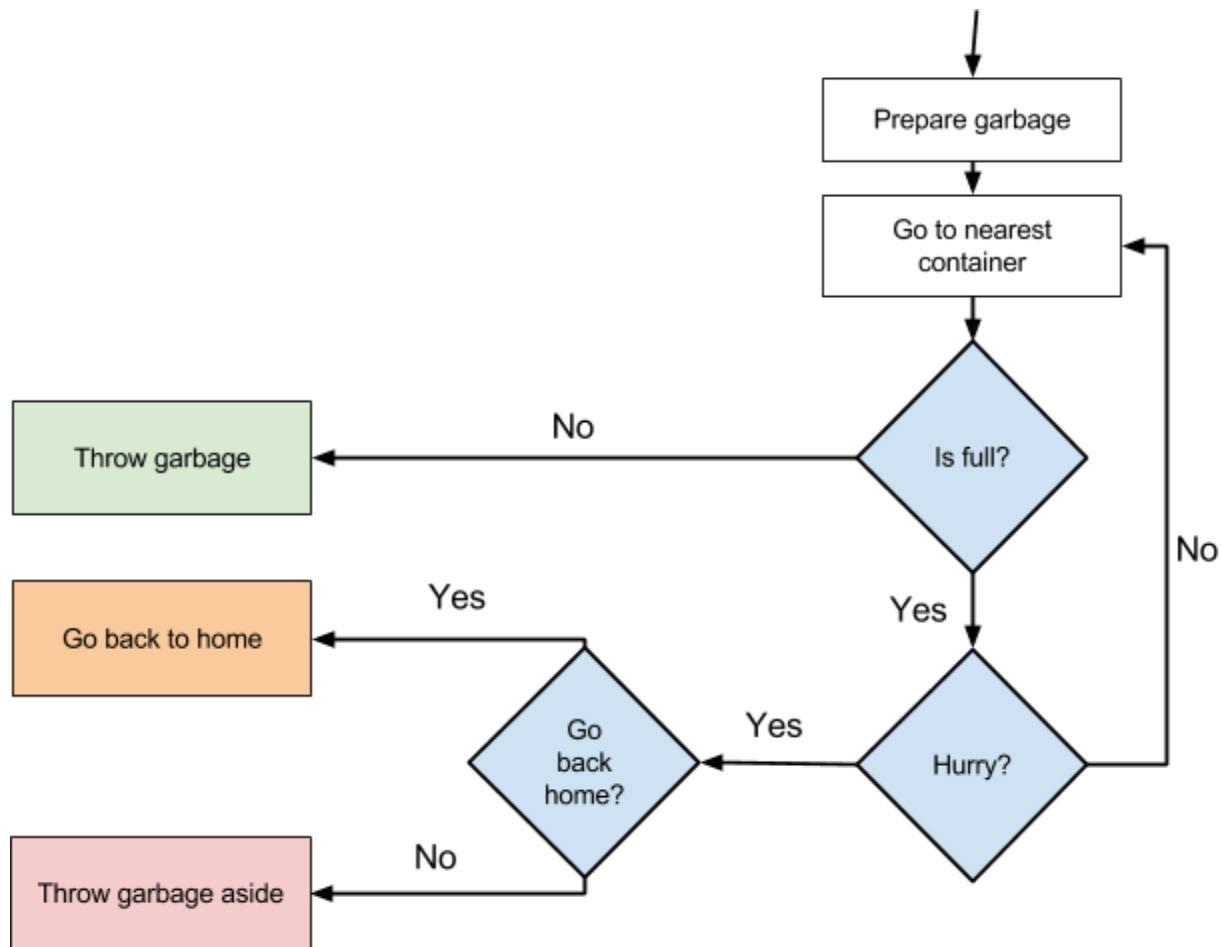 Prepare garbage
Go to nearest
container
Is full?
No
Throw garbage
Yes
Hurry?
No
Yes
Go
back
home?
Yes
Go back to home
No
Throw garbage aside